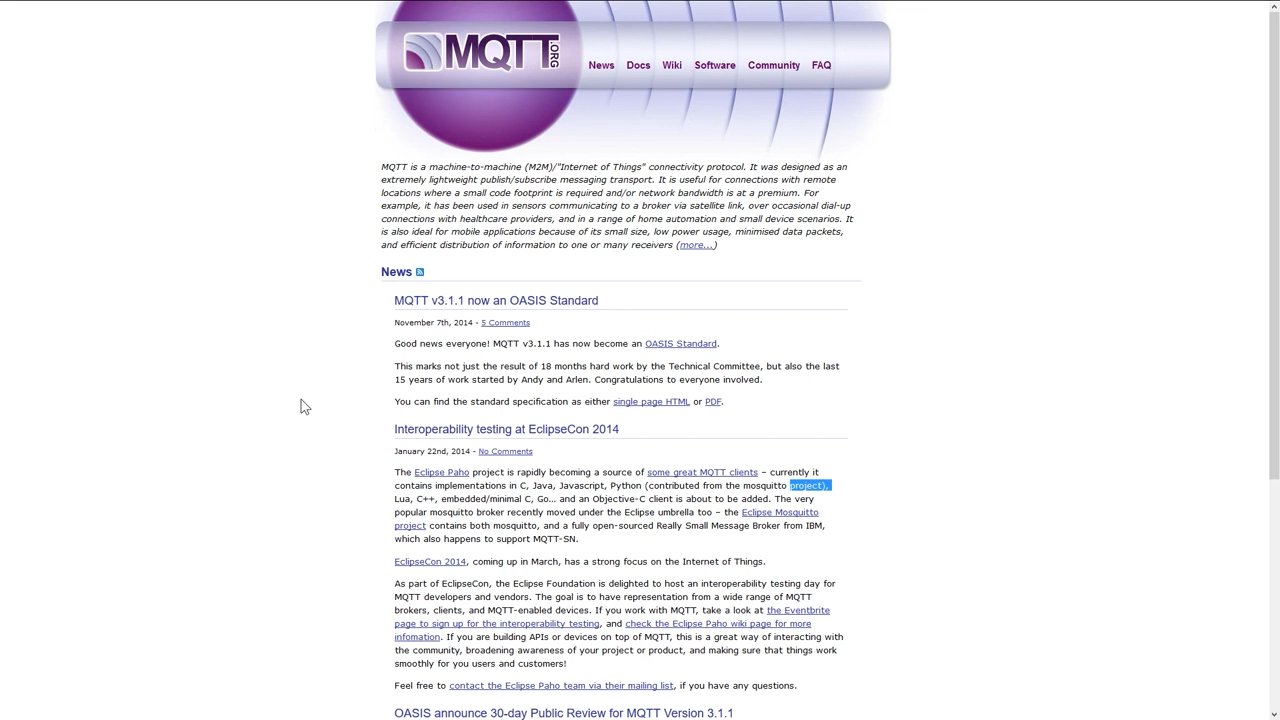 MQTT.ORG
News Docs Wiki Software Community FAQ
MQTT is a machine-to-machine (M2M)/"Internet of Things" connectivity protocol. It was designed as an
extremely lightweight publish/subscribe messaging transport. It is useful for connections with remote
locations where a small code footprint is required and/or network bandwidth is at a premium. For
example, it has been used in sensors communicating to a broker via satellite link, over occasional dial-up
connections with healthcare providers, and in a range of home automation and small device scenarios. It
is also ideal for mobile applications because of its small size, low power usage, minimised data packets,
and efficient distribution of information to one or many receivers (more...)
News
MQTT v3.1.1 now an OASIS Standard
November 7th, 2014 - 5 Comments
Good news everyone! MQTT v3.1.1 has now become an OASIS Standard.
This marks not just the result of 18 months hard work by the Technical Committee, but also the last
15 years of work started by Andy and Arlen. Congratulations to everyone involved.
You can find the standard specification as either single page HTML or PDF.
Interoperability testing at EclipseCon 2014
January 22nd, 2014 - No Comments
The Eclipse Paho project is rapidly becoming a source of some great MQTT clients – currently it
contains implementations in C, Java, Javascript, Python (contributed from the mosquitto project),
Lua, C++, embedded/minimal C, Go... and an Objective-C client is about to be added. The very
popular mosquitto broker recently moved under the Eclipse umbrella too – the Eclipse Mosquitto
project contains both mosquitto, and a fully open-sourced Really Small Message Broker from IBM,
which also happens to support MQTT-SN.
EclipseCon 2014, coming up in March, has a strong focus on the Internet of Things.
As part of EclipseCon, the Eclipse Foundation is delighted to host an interoperability testing day for
MQTT developers and vendors. The goal is to have representation from a wide range of MQTT
brokers, clients, and MQTT-enabled devices. If you work with MQTT, take a look at the Eventbrite
page to sign up for the interoperability testing, and check the Eclipse Paho wiki page for more
infomation. If you are building APIs or devices on top of MQTT, this is a great way of interacting with
the community, broadening awareness of your project or product, and making sure that things work
smoothly for you users and customers!
Feel free to contact the Eclipse Paho team via their mailing list, if you have any questions.
OASIS announce 30-day Public Review for MQTT Version 3.1.1